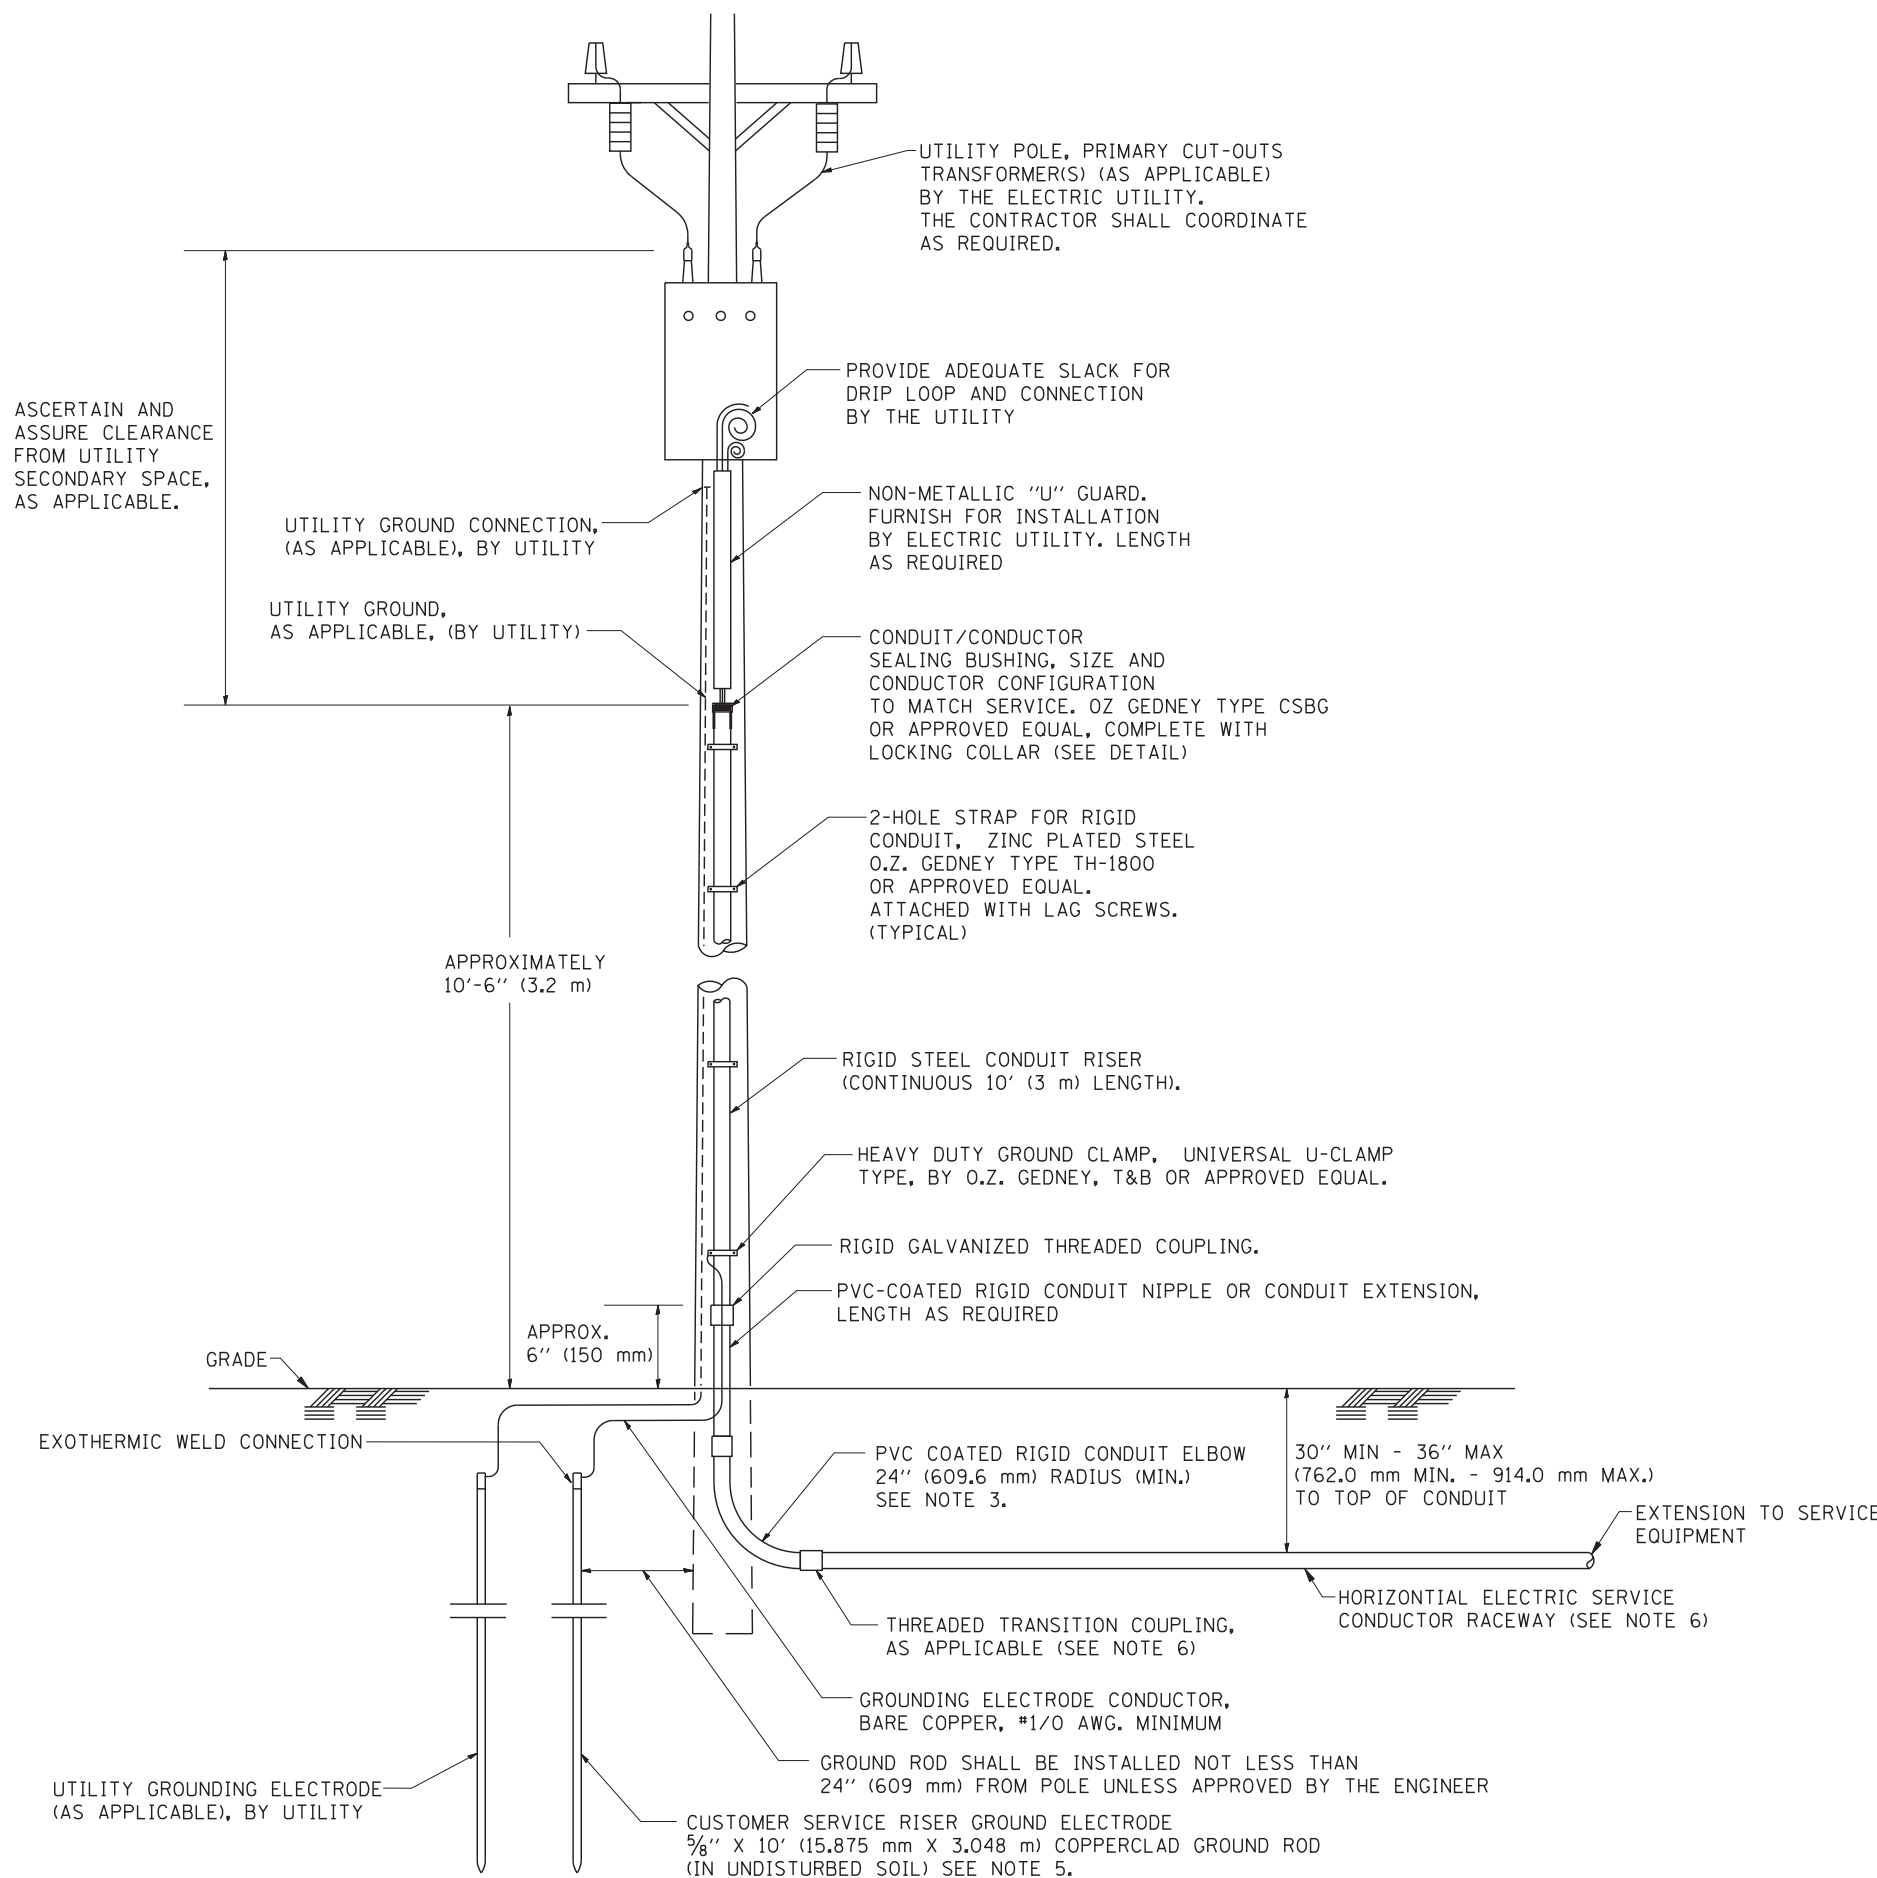 UTILITY POLE, PRIMARY CUT-OUTS
TRANSFORMER(S) (AS APPLICABLE)
BY THE ELECTRIC UTILITY.
THE CONTRACTOR SHALL COORDINATE
AS REQUIRED.
PROVIDE ADEQUATE SLACK FOR
DRIP LOOP AND CONNECTION
BY THE UTILITY
ASCERTAIN AND
ASSURE CLEARANCE
FROM UTILITY
SECONDARY SPACE,
AS APPLICABLE.
NON-METALLIC "U" GUARD.
FURNISH FOR INSTALLATION
BY ELECTRIC UTILITY. LENGTH
AS REQUIRED
UTILITY GROUND CONNECTION,
(AS APPLICABLE), BY UTILITY
UTILITY GROUND,
AS APPLICABLE, (BY UTILITY)
CONDUIT/CONDUCTOR
SEALING BUSHING, SIZE AND
CONDUCTOR CONFIGURATION
TO MATCH SERVICE. OZ GEDNEY TYPE CSBG
OR APPROVED EQUAL, COMPLETE WITH
LOCKING COLLAR (SEE DETAIL)
2-HOLE STRAP FOR RIGID
CONDUIT, ZINC PLATED STEEL
O.Z. GEDNEY TYPE TH-1800
OR APPROVED EQUAL.
ATTACHED WITH LAG SCREWS.
(TYPICAL)
APPROXIMATELY
10'-6'' (3.2 m)
RIGID STEEL CONDUIT RISER
(CONTINUOUS 10' (3 m) LENGTH).
HEAVY DUTY GROUND CLAMP, UNIVERSAL U-CLAMP
TYPE, BY O.Z. GEDNEY, T&B OR APPROVED EQUAL.
RIGID GALVANIZED THREADED COUPLING.
PVC-COATED RIGID CONDUIT NIPPLE OR CONDUIT EXTENSION,
LENGTH AS REQUIRED
APPROX.
6'' (150 mm)
GRADE
EXOTHERMIC WELD CONNECTION
PVC COATED RIGID CONDUIT ELBOW
24'' (609.6 mm) RADIUS (MIN.)
SEE NOTE 3.
30'' MIN - 36'' MAX
(762.0 mm MIN. - 914.0 mm MAX.)
TO TOP OF CONDUIT
EXTENSION TO SERVICE
EQUIPMENT
HORIZONTIAL ELECTRIC SERVICE
CONDUCTOR RACEWAY (SEE NOTE 6)
THREADED TRANSITION COUPLING,
AS APPLICABLE (SEE NOTE 6)
GROUNDING ELECTRODE CONDUCTOR,
BARE COPPER, #1/0 AWG. MINIMUM
GROUND ROD SHALL BE INSTALLED NOT LESS THAN
24'' (609 mm) FROM POLE UNLESS APPROVED BY THE ENGINEER
UTILITY GROUNDING ELECTRODE
(AS APPLICABLE), BY UTILITY
CUSTOMER SERVICE RISER GROUND ELECTRODE
⅝'' X 10' (15.875 mm X 3.048 m) COPPERCLAD GROUND ROD
(IN UNDISTURBED SOIL) SEE NOTE 5.